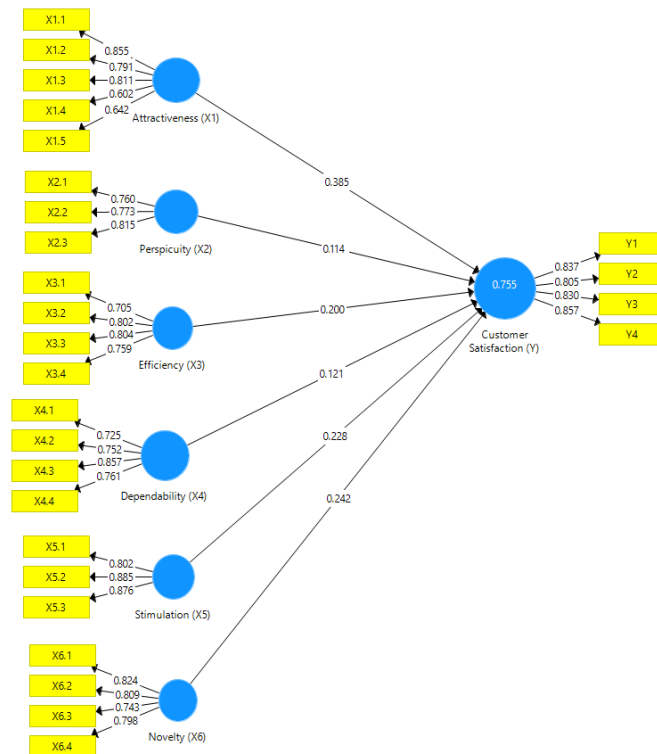 X1.1
X1.2
X1.3
X1.4
X1.5
0.855
0.791
0.811
0.602
0.642
Attractiveness (X1)
0.385
X2.1
X2.2
X2.3
0.760
0.773
0.815
Perspicuity (X2)
0.114
X3.1
X3.2
X3.3
X3.4
0.705
0.802
0.804
0.759
Efficiency (X3)
0.200
X4.1
X4.2
X4.3
X4.4
0.725
0.752
0.857
0.761
Dependability (X4)
0.121
X5.1
X5.2
X5.3
0.802
0.885
0.876
Stimulation (X5)
0.228
X6.1
X6.2
X6.3
X6.4
0.824
0.809
0.743
0.798
Novelty (X6)
0.242
0.755
Customer
Satisfaction (Y)
0.837
0.805
0.830
0.857
Y1
Y2
Y3
Y4